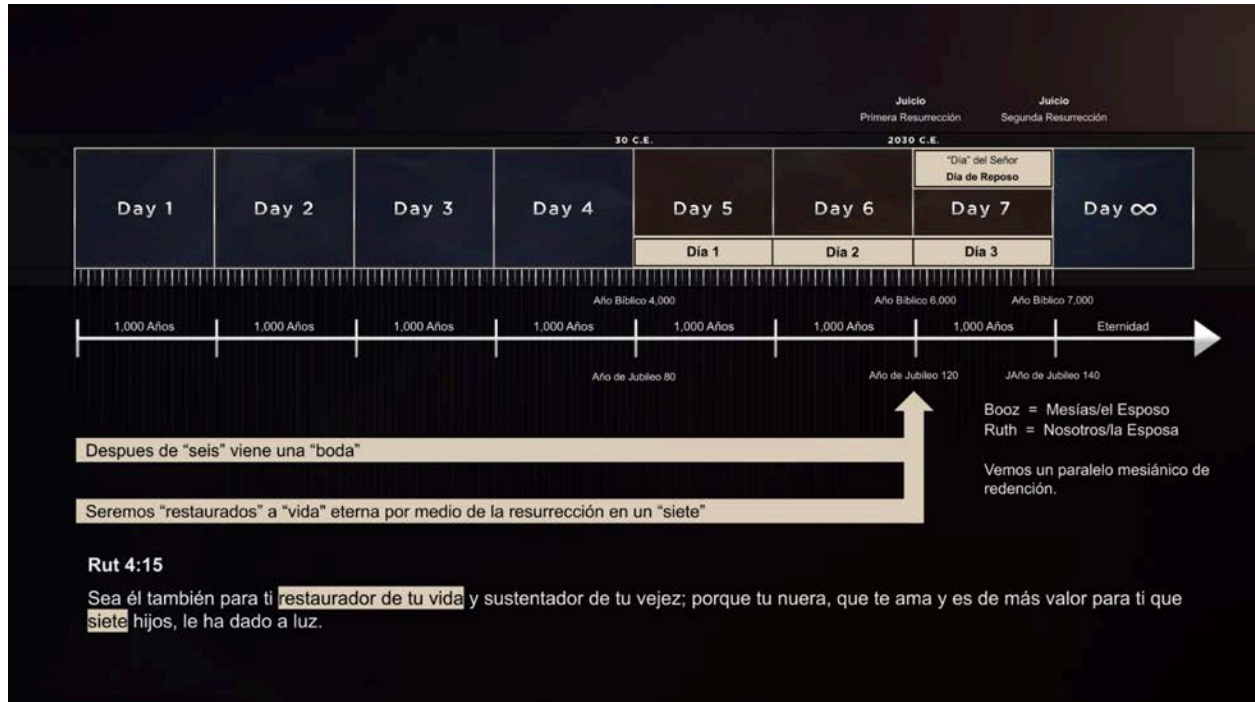 Juicio
Primera Resurrección
Juicio
Segunda Resurrección
30 C.E.
2030 C.E.
Day 1
Day 2
Day 3
Day 4
Day 5
Day 6
"Día" del Señor
Día de Reposo
Day 7
Day ∞
Día 1
Día 2
Día 3
Año Bíblico 4,000
Año Bíblico 6,000
Año Bíblico 7,000
1,000 Años
1,000 Años
1,000 Años
1,000 Años
1,000 Años
1,000 Años
1,000 Años
Eternidad
Año de Jubileo 80
Año de Jubileo 120
JAño de Jubileo 140
Booz = Mesías/el Esposo
Ruth = Nosotros/la Esposa
Vemos un paralelo mesiánico de
redención.
Despues de “seis” viene una “boda”
Seremos “restaurados” a “vida” eterna por medio de la resurrección en un “siete”
Rut 4:15
Sea él también para ti restaurador de tu vida y sustentador de tu vejez; porque tu nuera, que te ama y es de más valor para ti que
siete hijos, le ha dado a luz.